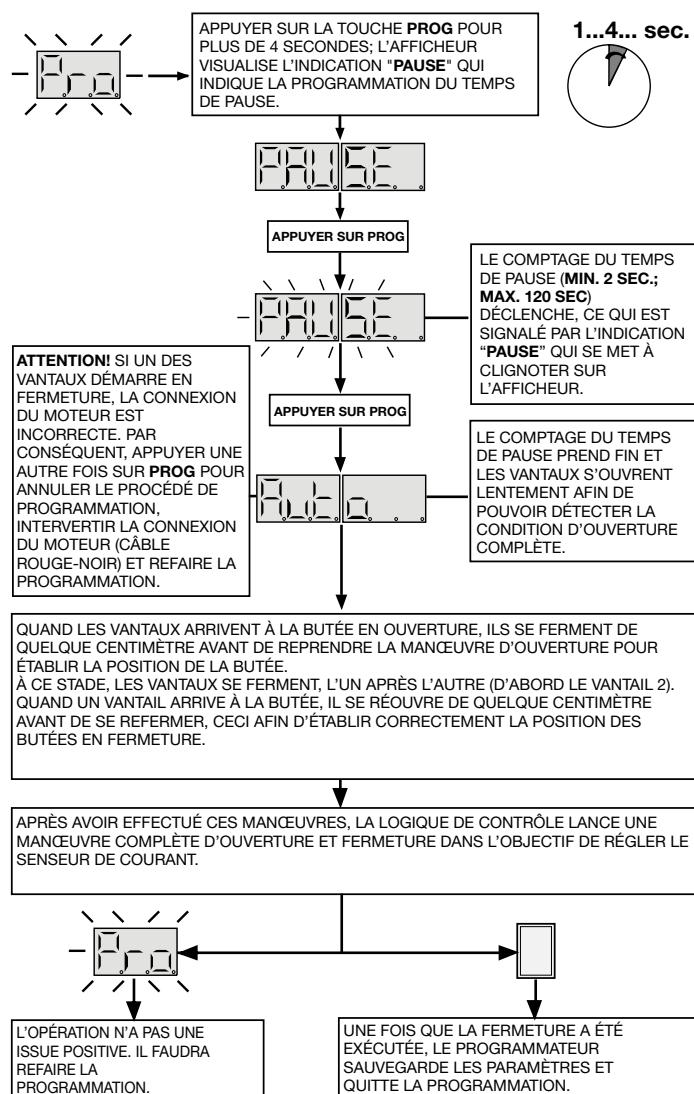 Pro
APPUYER SUR LA TOUCHE PROG POUR
PLUS DE 4 SECONDES; L'AFFICHEUR
VISUALISE L'INDICATION "PAUSE" QUI
INDIQUE LA PROGRAMMATION DU TEMPS
DE PAUSE.
1...4... sec.
PAUSE
APPUYER SUR PROG
PAUSE
LE COMPTAGE DU TEMPS
DE PAUSE (MIN. 2 SEC.;
MAX. 120 SEC)
DÉCLENCHE, CE QUI EST
SIGNALÉ PAR L'INDICATION
“PAUSE” QUI SE MET À
CLIGNOTER SUR
L'AFFICHEUR.
ATTENTION! SI UN DES
VANTAUX DÉMARRE EN
FERMETURE, LA CONNEXION
DU MOTEUR EST
INCORRECTE. PAR
CONSÉQUENT, APPUYER UNE
AUTRE FOIS SUR PROG POUR
ANNULER LE PROCÉDÉ DE
PROGRAMMATION,
INTERVERTIR LA CONNEXION
DU MOTEUR (CÂBLE
ROUGE-NOIR) ET REFAIRE LA
PROGRAMMATION.
APPUYER SUR PROG
Auto
LE COMPTAGE DU TEMPS
DE PAUSE PREND FIN ET
LES VANTAUX S'OUVRENT
LENTEMENT AFIN DE
POUVOIR DÉTECTER LA
CONDITION D'OUVERTURE
COMPLÈTE.
QUAND LES VANTAUX ARRIVENT À LA BUTÉE EN OUVERTURE, ILS SE FERMENT DE
QUELQUE CENTIMÈTRE AVANT DE REPRENDRE LA MANŒUVRE D'OUVERTURE POUR
ÉTABLIR LA POSITION DE LA BUTÉE.
À CE STADE, LES VANTAUX SE FERMENT, L'UN APRÈS L'AUTRE (D'ABORD LE VANTAIL 2).
QUAND UN VANTAIL ARRIVE À LA BUTÉE, IL SE RÉOUVRE DE QUELQUE CENTIMÈTRE
AVANT DE SE REFERMER, CECI AFIN D'ÉTABLIR CORRECTEMENT LA POSITION DES
BUTÉES EN FERMETURE.
APRÈS AVOIR EFFECTUÉ CES MANŒUVRES, LA LOGIQUE DE CONTRÔLE LANCE UNE
MANŒUVRE COMPLÈTE D'OUVERTURE ET FERMETURE DANS L'OBJECTIF DE RÉGLER LE
SENSEUR DE COURANT.
Pro
L'OPÉRATION N'A PAS UNE
ISSUE POSITIVE. IL FAUDRA
REFAIRE LA
PROGRAMMATION.
UNE FOIS QUE LA FERMETURE A ÉTÉ
EXÉCUTÉE, LE PROGRAMMATEUR
SAUVEGARDE LES PARAMÈTRES ET
QUITTE LA PROGRAMMATION.